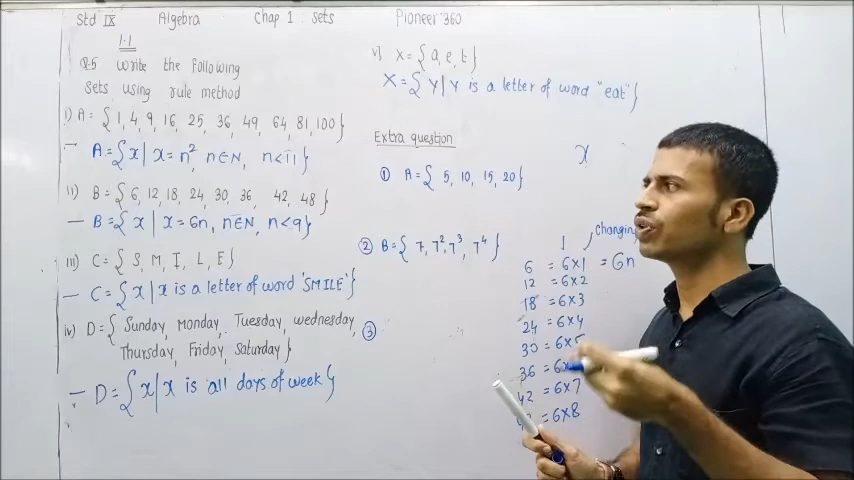 Std IX Algebra Chap 1 Sets Pioneer 360
1.1
Q.5 Write the following
Sets using rule method
i) A = {1, 4, 9, 16, 25, 36, 49, 64, 81, 100}
— A = {x | x = n², n∈N, n<11}
ii) B = {6, 12, 18, 24, 30, 36, 42, 48}
— B = {x | x = 6n, n∈N, n<9}
iii) C = {S, M, I, L, E}
— C = {x | x is a letter of word 'SMILE'}
iv) D = {Sunday, Monday, Tuesday, wednesday,
Thursday, Friday, Saturday}
— D = {x | x is all days of week}
v) X = {a, e, t}
X = {Y | Y is a letter of word "eat"}
Extra question
① A = {5, 10, 15, 20}
② B = {7, 7², 7³, 7⁴}
③
x
Changing
6 = 6×1 = 6n
12 = 6×2
18 = 6×3
24 = 6×4
30 = 6×5
36 = 6×
42 = 6×7
= 6×8